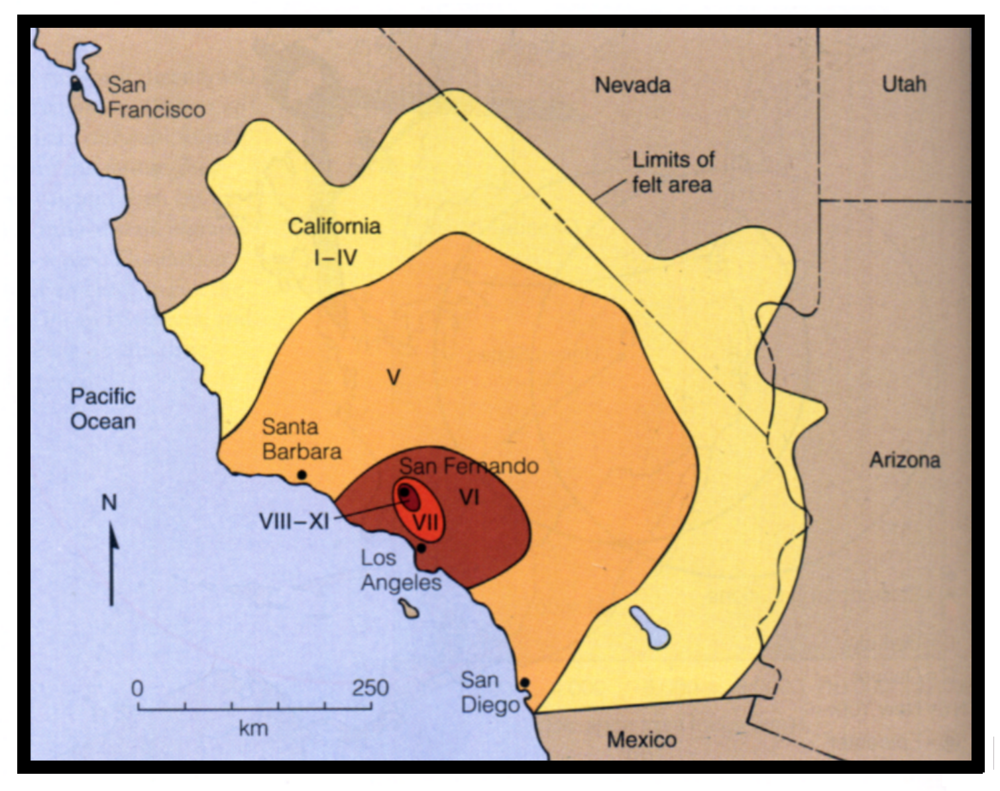 San
Francisco
Nevada
Utah
Limits of
felt area
California
I–IV
V
Pacific
Ocean
Santa
Barbara
San Fernando
Arizona
N
VI
VIII–XI
VII
Los
Angeles
0
250
km
San
Diego
Mexico